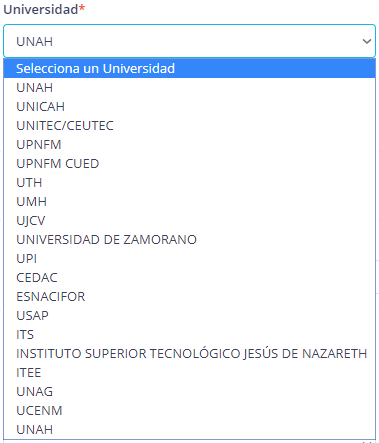 Universidad*
UNAH
Selecciona un Universidad
UNAH
UNICAH
UNITEC/CEUTEC
UPNFM
UPNFM CUED
UTH
UMH
UJCV
UNIVERSIDAD DE ZAMORANO
UPI
CEDAC
ESNACIFOR
USAP
ITS
INSTITUTO SUPERIOR TECNOLÓGICO JESÚS DE NAZARETH
ITEE
UNAG
UCENM
UNAH